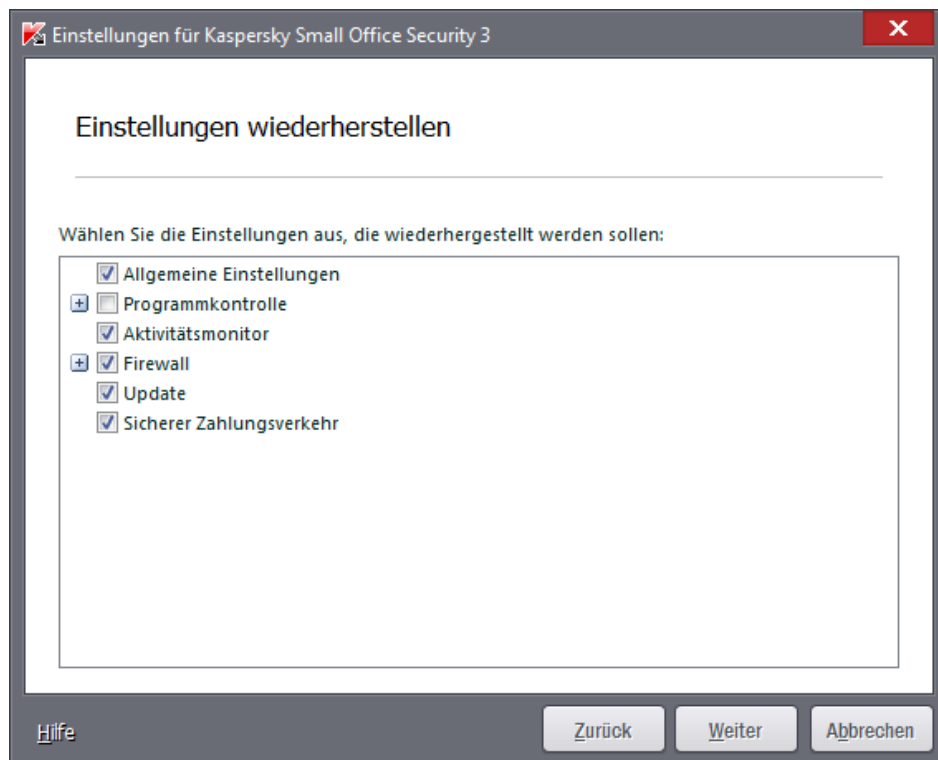 Einstellungen für Kaspersky Small Office Security 3
Einstellungen wiederherstellen
Wählen Sie die Einstellungen aus, die wiederhergestellt werden sollen:
Allgemeine Einstellungen
Programmkontrolle
Aktivitätsmonitor
Firewall
Update
Sicherer Zahlungsverkehr
Hilfe
Zurück
Weiter
Abbrechen